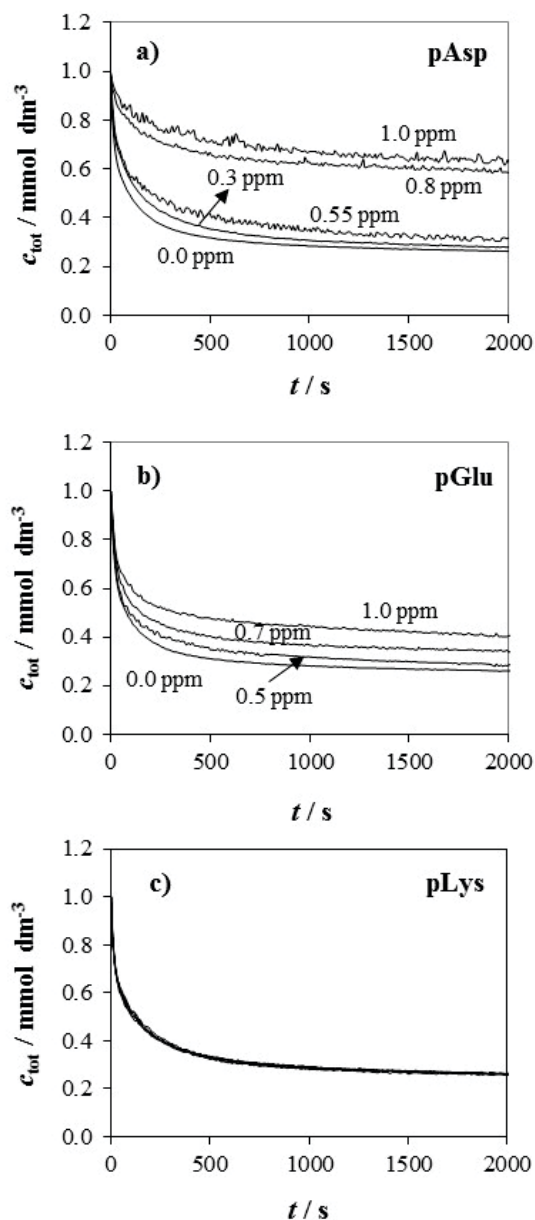 a) pAsp
1.2
1.0
0.8
0.6
0.4
0.2
0.0
c_tot / mmol dm⁻³
1.0 ppm
0.8 ppm
0.3 ppm
0.55 ppm
0.0 ppm
0 500 1000 1500 2000
t / s
b) pGlu
1.2
1.0
0.8
0.6
0.4
0.2
0.0
c_tot / mmol dm⁻³
1.0 ppm
0.7 ppm
0.0 ppm
0.5 ppm
0 500 1000 1500 2000
t / s
c) pLys
1.2
1.0
0.8
0.6
0.4
0.2
0.0
c_tot / mmol dm⁻³
0 500 1000 1500 2000
t / s